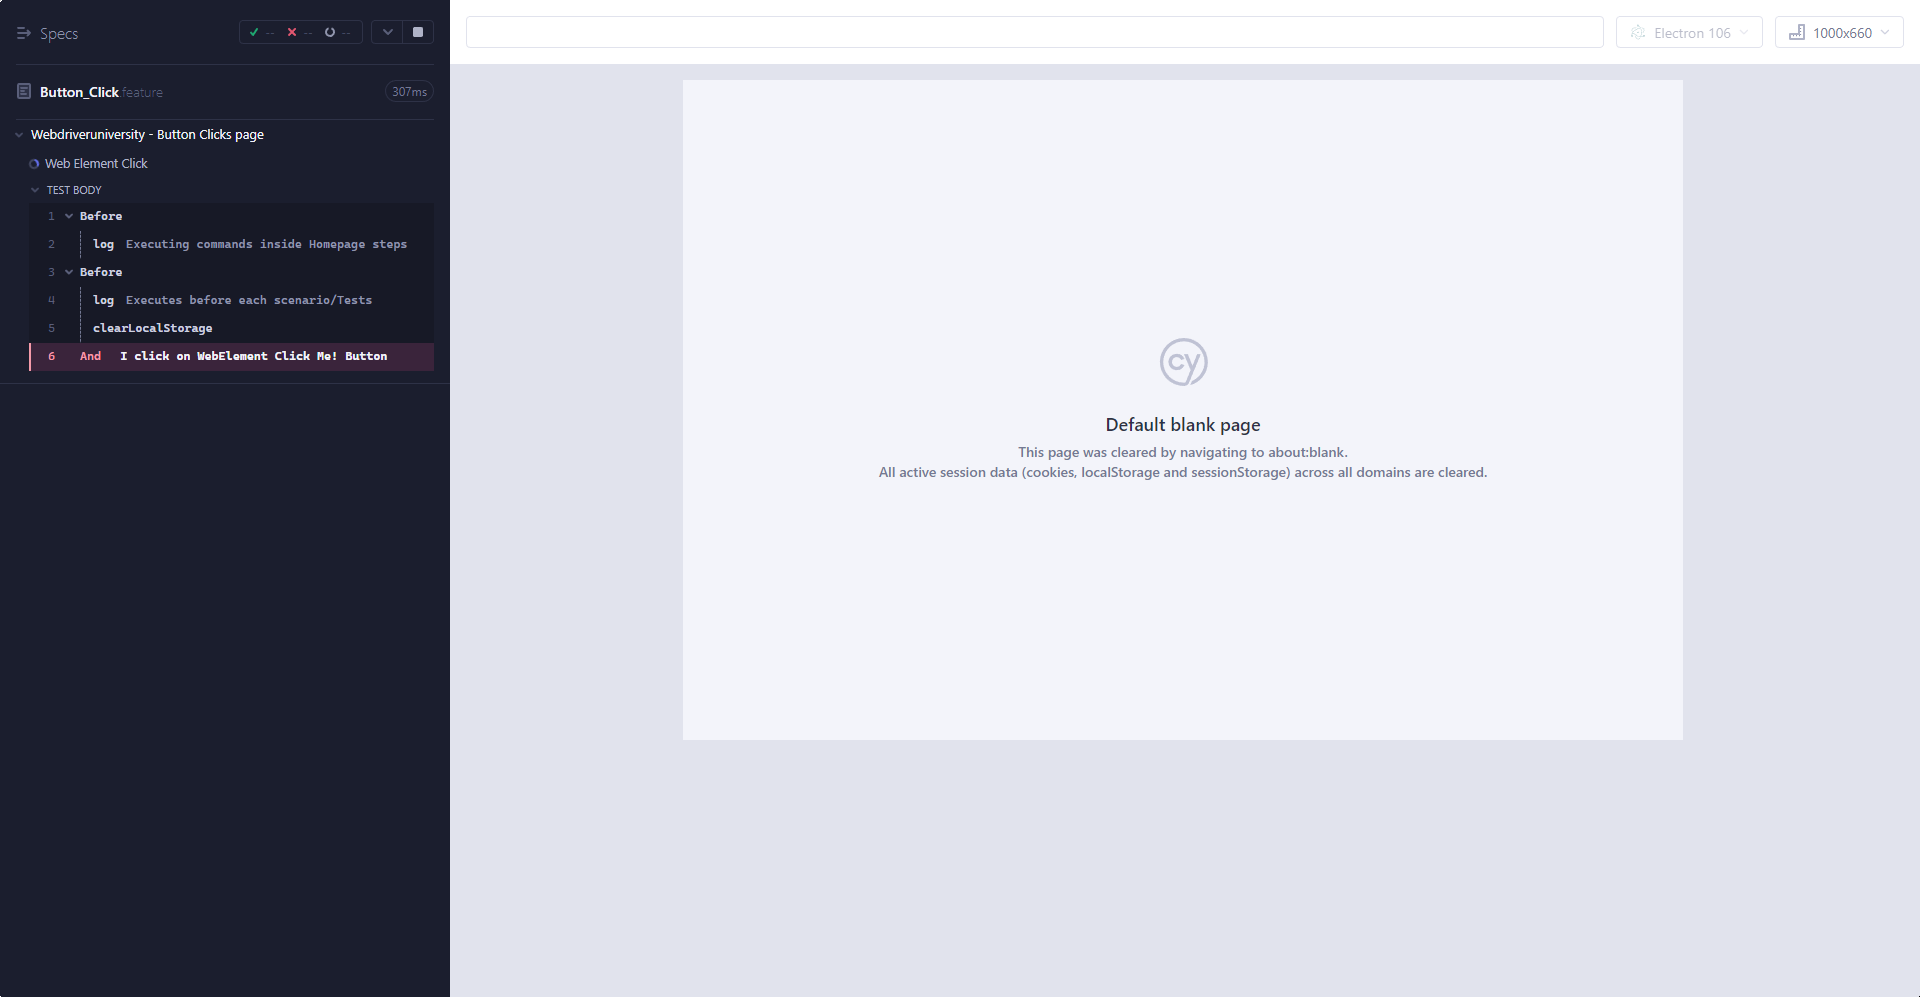 Specs
-- -- --
Button_Click.feature 307ms
Webdriveruniversity - Button Clicks page
Web Element Click
TEST BODY
1 Before
2 log Executing commands inside Homepage steps
3 Before
4 log Executes before each scenario/Tests
5 clearLocalStorage
6 And I click on WebElement Click Me! Button
Electron 106
1000x660
cy
Default blank page
This page was cleared by navigating to about:blank.
All active session data (cookies, localStorage and sessionStorage) across all domains are cleared.